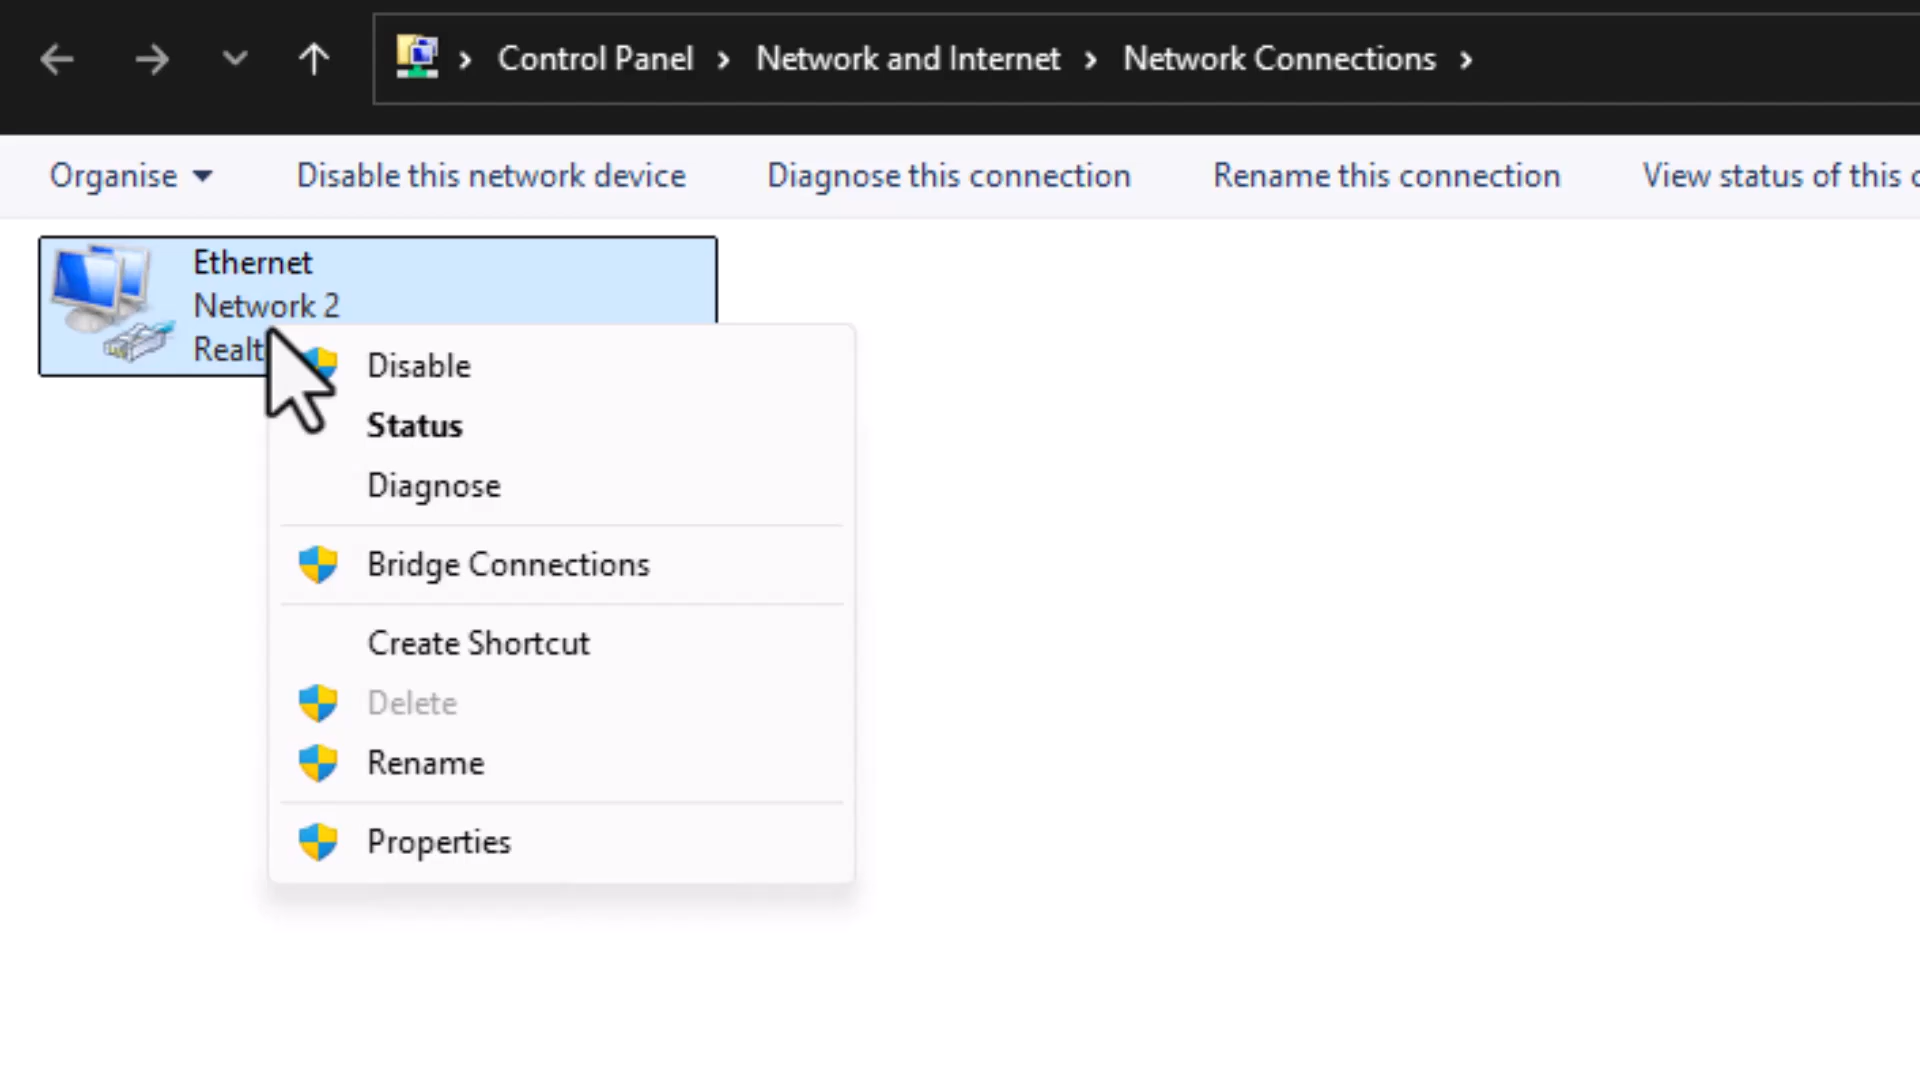 Control Panel > Network and Internet > Network Connections >
Organise
Disable this network device
Diagnose this connection
Rename this connection
View status of this
Ethernet
Network 2
Disable
Status
Diagnose
Bridge Connections
Create Shortcut
Delete
Rename
Properties